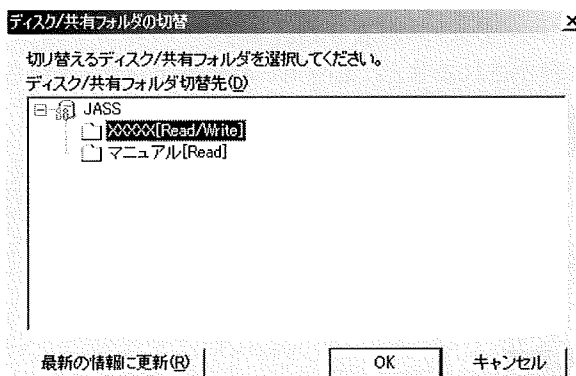 ディスク/共有フォルダの切替
切り替えるディスク/共有フォルダを選択してください。
ディスク/共有フォルダ切替先(D)
JASS
XXXXX[Read/Write]
マニュアル[Read]
最新の情報に更新(R) OK キャンセル